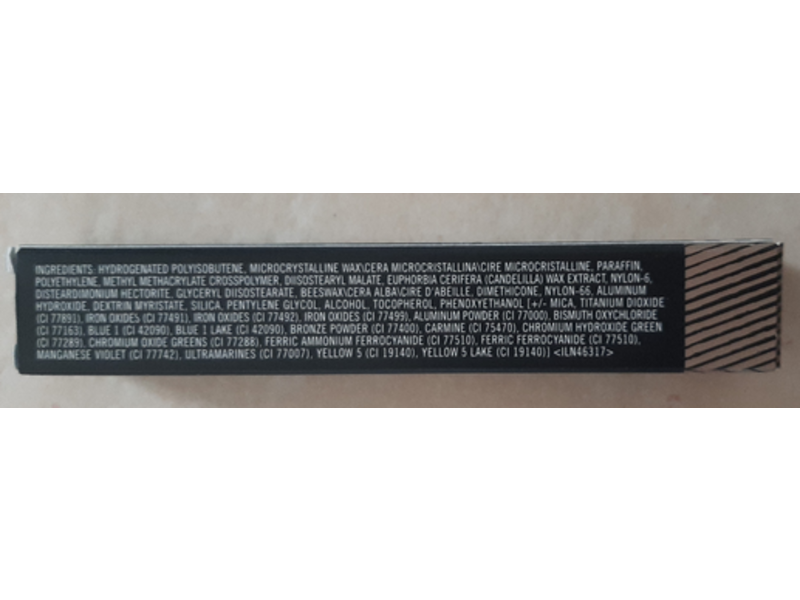 INGREDIENTS: HYDROGENATED POLYISOBUTENE, MICROCRYSTALLINE WAX\CERA MICROCRISTALLINA\CIRE MICROCRISTALLINE, PARAFFIN,
POLYETHYLENE, METHYL METHACRYLATE CROSSPOLYMER, DIISOSTEARYL MALATE, EUPHORBIA CERIFERA (CANDELILLA) WAX EXTRACT, NYLON-6,
DISTEARDIMONIUM HECTORITE, GLYCERYL DIISOSTEARATE, BEESWAX\CERA ALBA\CIRE D'ABEILLE, DIMETHICONE, NYLON-66, ALUMINUM
HYDROXIDE, DEXTRIN MYRISTATE, SILICA, PENTYLENE GLYCOL, ALCOHOL, TOCOPHEROL, PHENOXYETHANOL [+/- MICA, TITANIUM DIOXIDE
(CI 77891), IRON OXIDES (CI 77491), IRON OXIDES (CI 77492), IRON OXIDES (CI 77499), ALUMINUM POWDER (CI 77000), BISMUTH OXYCHLORIDE
(CI 77163), BLUE 1 (CI 42090), BLUE 1 LAKE (CI 42090), BRONZE POWDER (CI 77400), CARMINE (CI 75470), CHROMIUM HYDROXIDE GREEN
(CI 77289), CHROMIUM OXIDE GREENS (CI 77288), FERRIC AMMONIUM FERROCYANIDE (CI 77510), FERRIC FERROCYANIDE (CI 77510),
MANGANESE VIOLET (CI 77742), ULTRAMARINES (CI 77007), YELLOW 5 (CI 19140), YELLOW 5 LAKE (CI 19140)] <ILN46317>